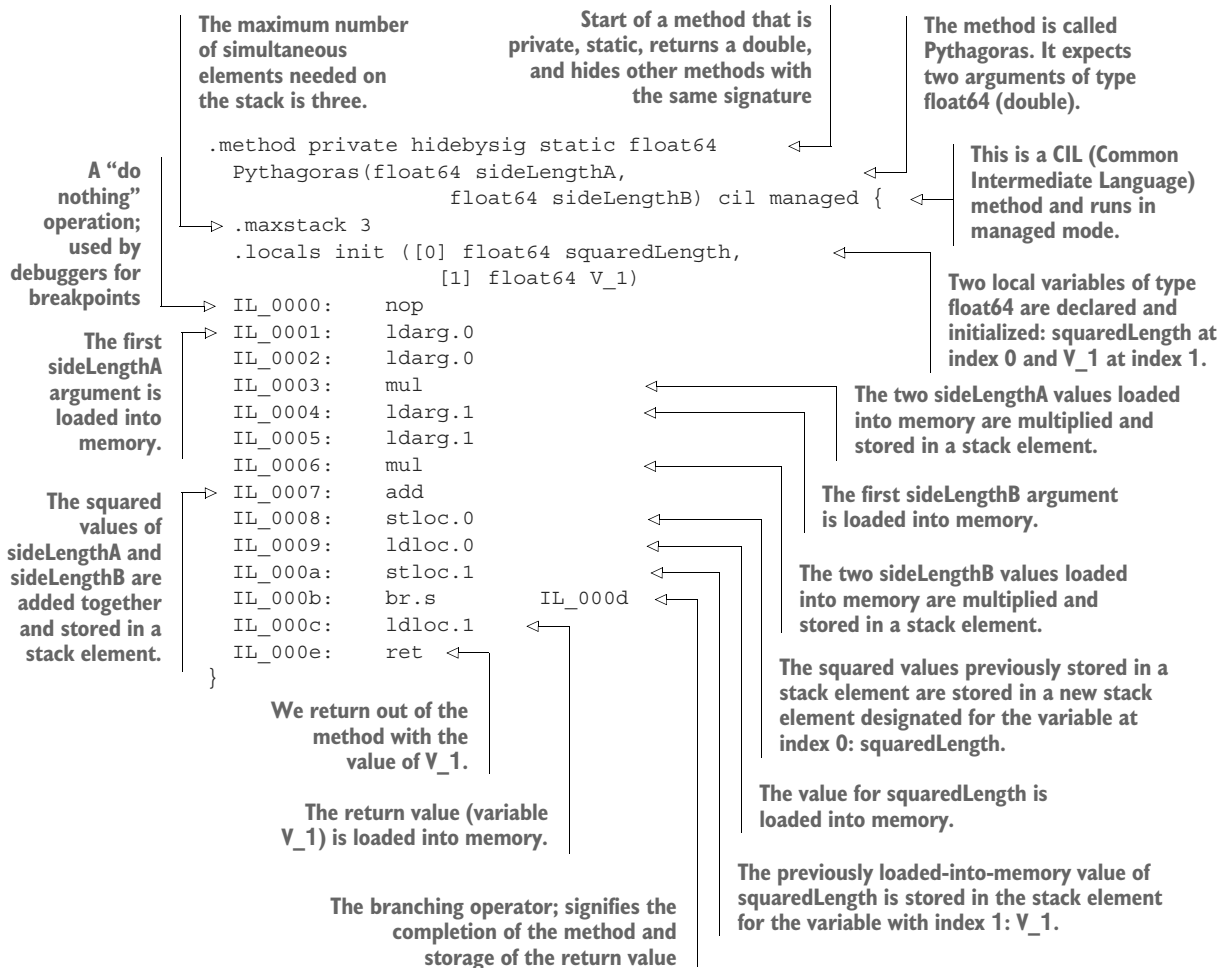 The maximum number
of simultaneous
elements needed on
the stack is three.
Start of a method that is
private, static, returns a double,
and hides other methods with
the same signature
The method is called
Pythagoras. It expects
two arguments of type
float64 (double).
.method private hidebysig static float64
Pythagoras(float64 sideLengthA,
float64 sideLengthB) cil managed {
This is a CIL (Common
Intermediate Language)
method and runs in
managed mode.
A “do
nothing”
operation;
used by
debuggers for
breakpoints
.maxstack 3
.locals init ([0] float64 squaredLength,
[1] float64 V_1)
Two local variables of type
float64 are declared and
initialized: squaredLength at
index 0 and V_1 at index 1.
IL_0000: nop
IL_0001: ldarg.0
IL_0002: ldarg.0
IL_0003: mul
IL_0004: ldarg.1
IL_0005: ldarg.1
IL_0006: mul
IL_0007: add
IL_0008: stloc.0
IL_0009: ldloc.0
IL_000a: stloc.1
IL_000b: br.s IL_000d
IL_000c: ldloc.1
IL_000e: ret
}
The first
sideLengthA
argument is
loaded into
memory.
The two sideLengthA values loaded
into memory are multiplied and
stored in a stack element.
The first sideLengthB argument
is loaded into memory.
The squared
values of
sideLengthA and
sideLengthB are
added together
and stored in a
stack element.
The two sideLengthB values loaded
into memory are multiplied and
stored in a stack element.
The squared values previously stored in a
stack element are stored in a new stack
element designated for the variable at
index 0: squaredLength.
We return out of the
method with the
value of V_1.
The value for squaredLength is
loaded into memory.
The return value (variable
V_1) is loaded into memory.
The previously loaded-into-memory value of
squaredLength is stored in the stack element
for the variable with index 1: V_1.
The branching operator; signifies the
completion of the method and
storage of the return value